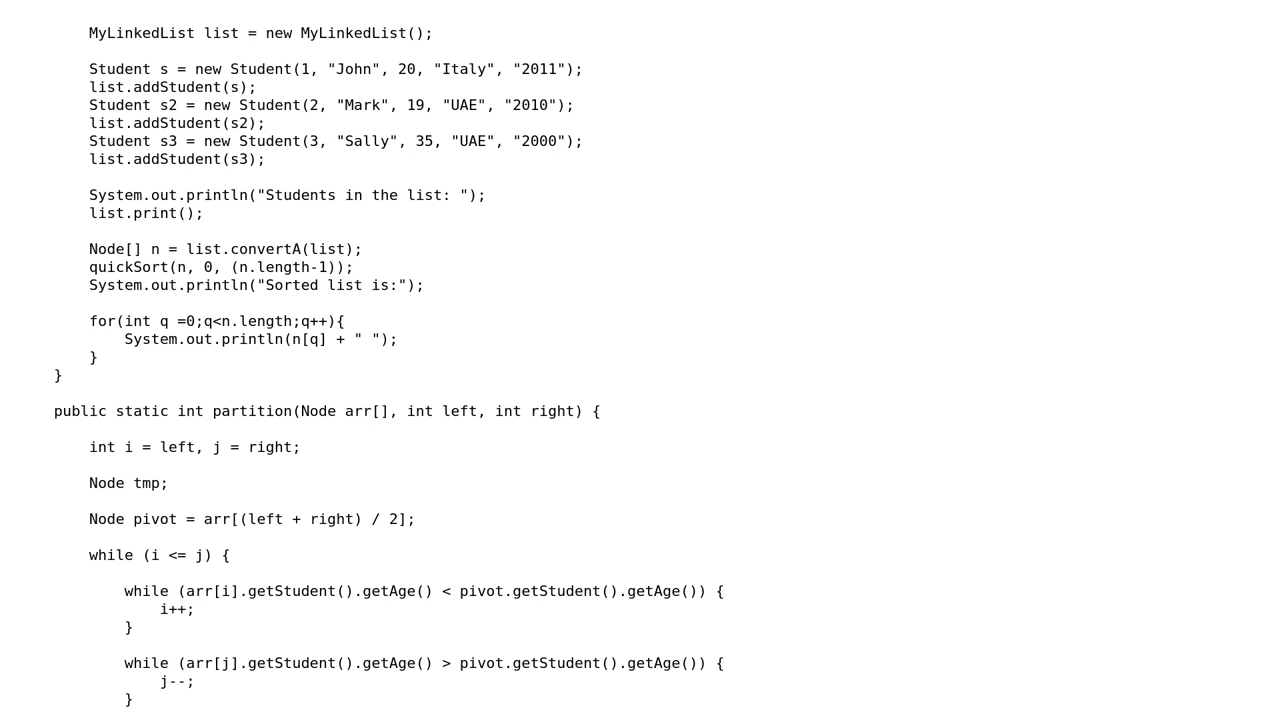 MyLinkedList list = new MyLinkedList();
Student s = new Student(1, "John", 20, "Italy", "2011");
list.addStudent(s);
Student s2 = new Student(2, "Mark", 19, "UAE", "2010");
list.addStudent(s2);
Student s3 = new Student(3, "Sally", 35, "UAE", "2000");
list.addStudent(s3);
System.out.println("Students in the list: ");
list.print();
Node[] n = list.convertA(list);
quickSort(n, 0, (n.length-1));
System.out.println("Sorted list is:");
for(int q =0;q<n.length;q++){
System.out.println(n[q] + " ");
}
}
public static int partition(Node arr[], int left, int right) {
int i = left, j = right;
Node tmp;
Node pivot = arr[(left + right) / 2];
while (i <= j) {
while (arr[i].getStudent().getAge() < pivot.getStudent().getAge()) {
i++;
}
while (arr[j].getStudent().getAge() > pivot.getStudent().getAge()) {
j--;
}